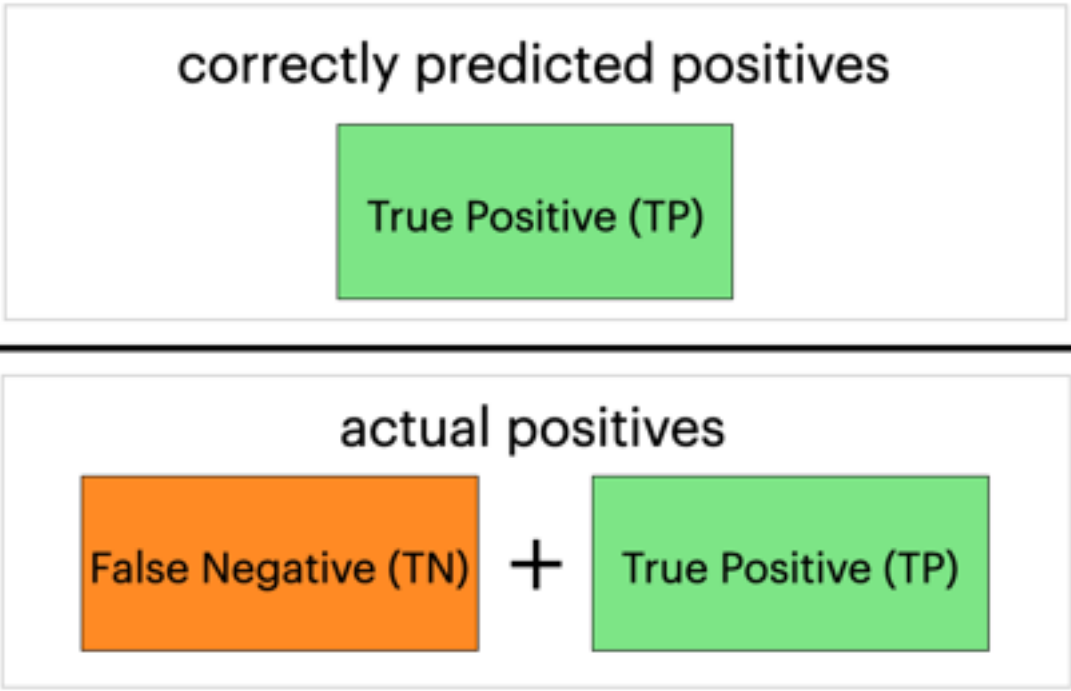 correctly predicted positives
True Positive (TP)
actual positives
False Negative (TN) + True Positive (TP)